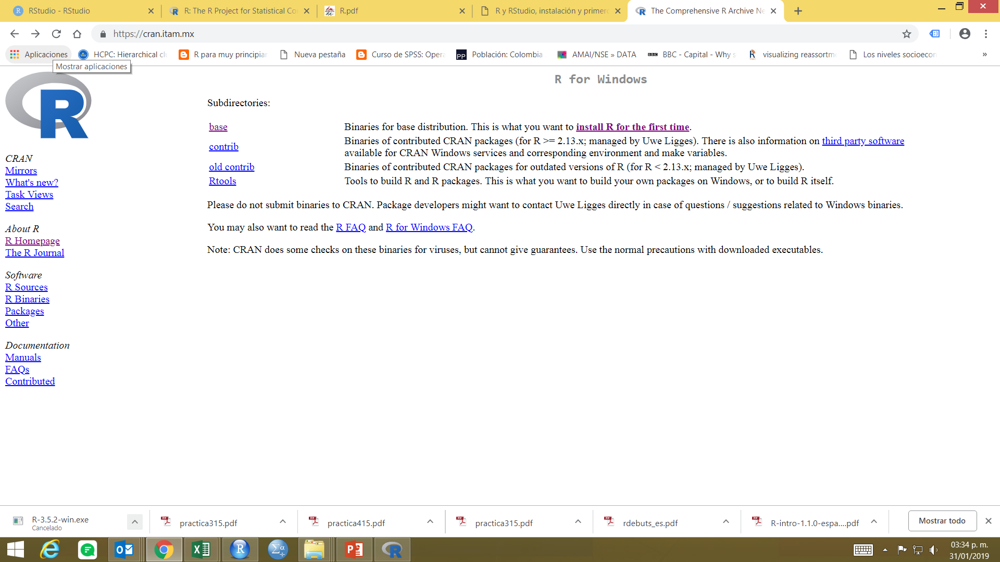 RStudio - RStudio
R: The R Project for Statistical Co
R.pdf
R y RStudio, instalación y primero
The Comprehensive R Archive Ne
https://cran.itam.mx
Aplicaciones
HCPC: Hierarchical clu
R para muy principian
Nueva pestaña
Curso de SPSS: Opera
PP
Población: Colombia
AMAI/NSE » DATA
BBC
BBC - Capital - Why s
visualizing reassortme
Los niveles socioecon
»
Mostrar aplicaciones
R
R for Windows
Subdirectories:
base
Binaries for base distribution. This is what you want to install R for the first time.
contrib
Binaries of contributed CRAN packages (for R >= 2.13.x; managed by Uwe Ligges). There is also information on third party software
available for CRAN Windows services and corresponding environment and make variables.
old contrib
Binaries of contributed CRAN packages for outdated versions of R (for R < 2.13.x; managed by Uwe Ligges).
Rtools
Tools to build R and R packages. This is what you want to build your own packages on Windows, or to build R itself.
Please do not submit binaries to CRAN. Package developers might want to contact Uwe Ligges directly in case of questions / suggestions related to Windows binaries.
You may also want to read the R FAQ and R for Windows FAQ.
Note: CRAN does some checks on these binaries for viruses, but cannot give guarantees. Use the normal precautions with downloaded executables.
CRAN
Mirrors
What's new?
Task Views
Search
About R
R Homepage
The R Journal
Software
R Sources
R Binaries
Packages
Other
Documentation
Manuals
FAQs
Contributed
R-3.5.2-win.exe
Cancelado
practica315.pdf
practica415.pdf
practica315.pdf
rdebuts_es.pdf
R-intro-1.1.0-espa....pdf
Mostrar todo
03:34 p. m.
31/01/2019